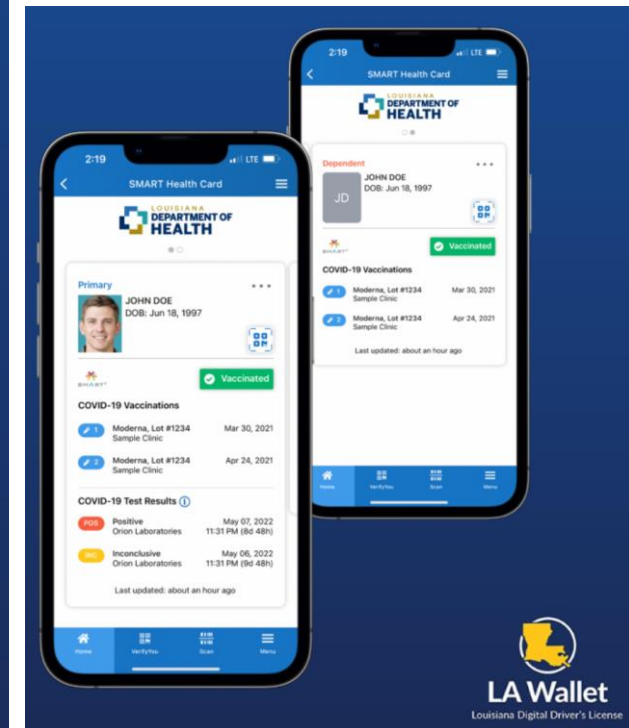 2:19
LTE
SMART Health Card
LOUISIANA
DEPARTMENT OF
HEALTH
Primary
JOHN DOE
DOB: Jun 18, 1997
SMART
Vaccinated
COVID-19 Vaccinations
1 Moderna, Lot #1234 Mar 30, 2021
Sample Clinic
2 Moderna, Lot #1234 Apr 24, 2021
Sample Clinic
COVID-19 Test Results
POS Positive May 07, 2022
Orion Laboratories 11:31 PM (8d 48h)
INC Inconclusive May 06, 2022
Orion Laboratories 11:31 PM (9d 48h)
Last updated: about an hour ago
Home VerifyYou Scan Menu
2:19
LTE
SMART Health Card
LOUISIANA
DEPARTMENT OF
HEALTH
Dependent
JD
JOHN DOE
DOB: Jun 18, 1997
SMART
Vaccinated
COVID-19 Vaccinations
1 Moderna, Lot #1234 Mar 30, 2021
Sample Clinic
2 Moderna, Lot #1234 Apr 24, 2021
Sample Clinic
Last updated: about an hour ago
Home VerifyYou Scan Menu
LA Wallet
Louisiana Digital Driver's License